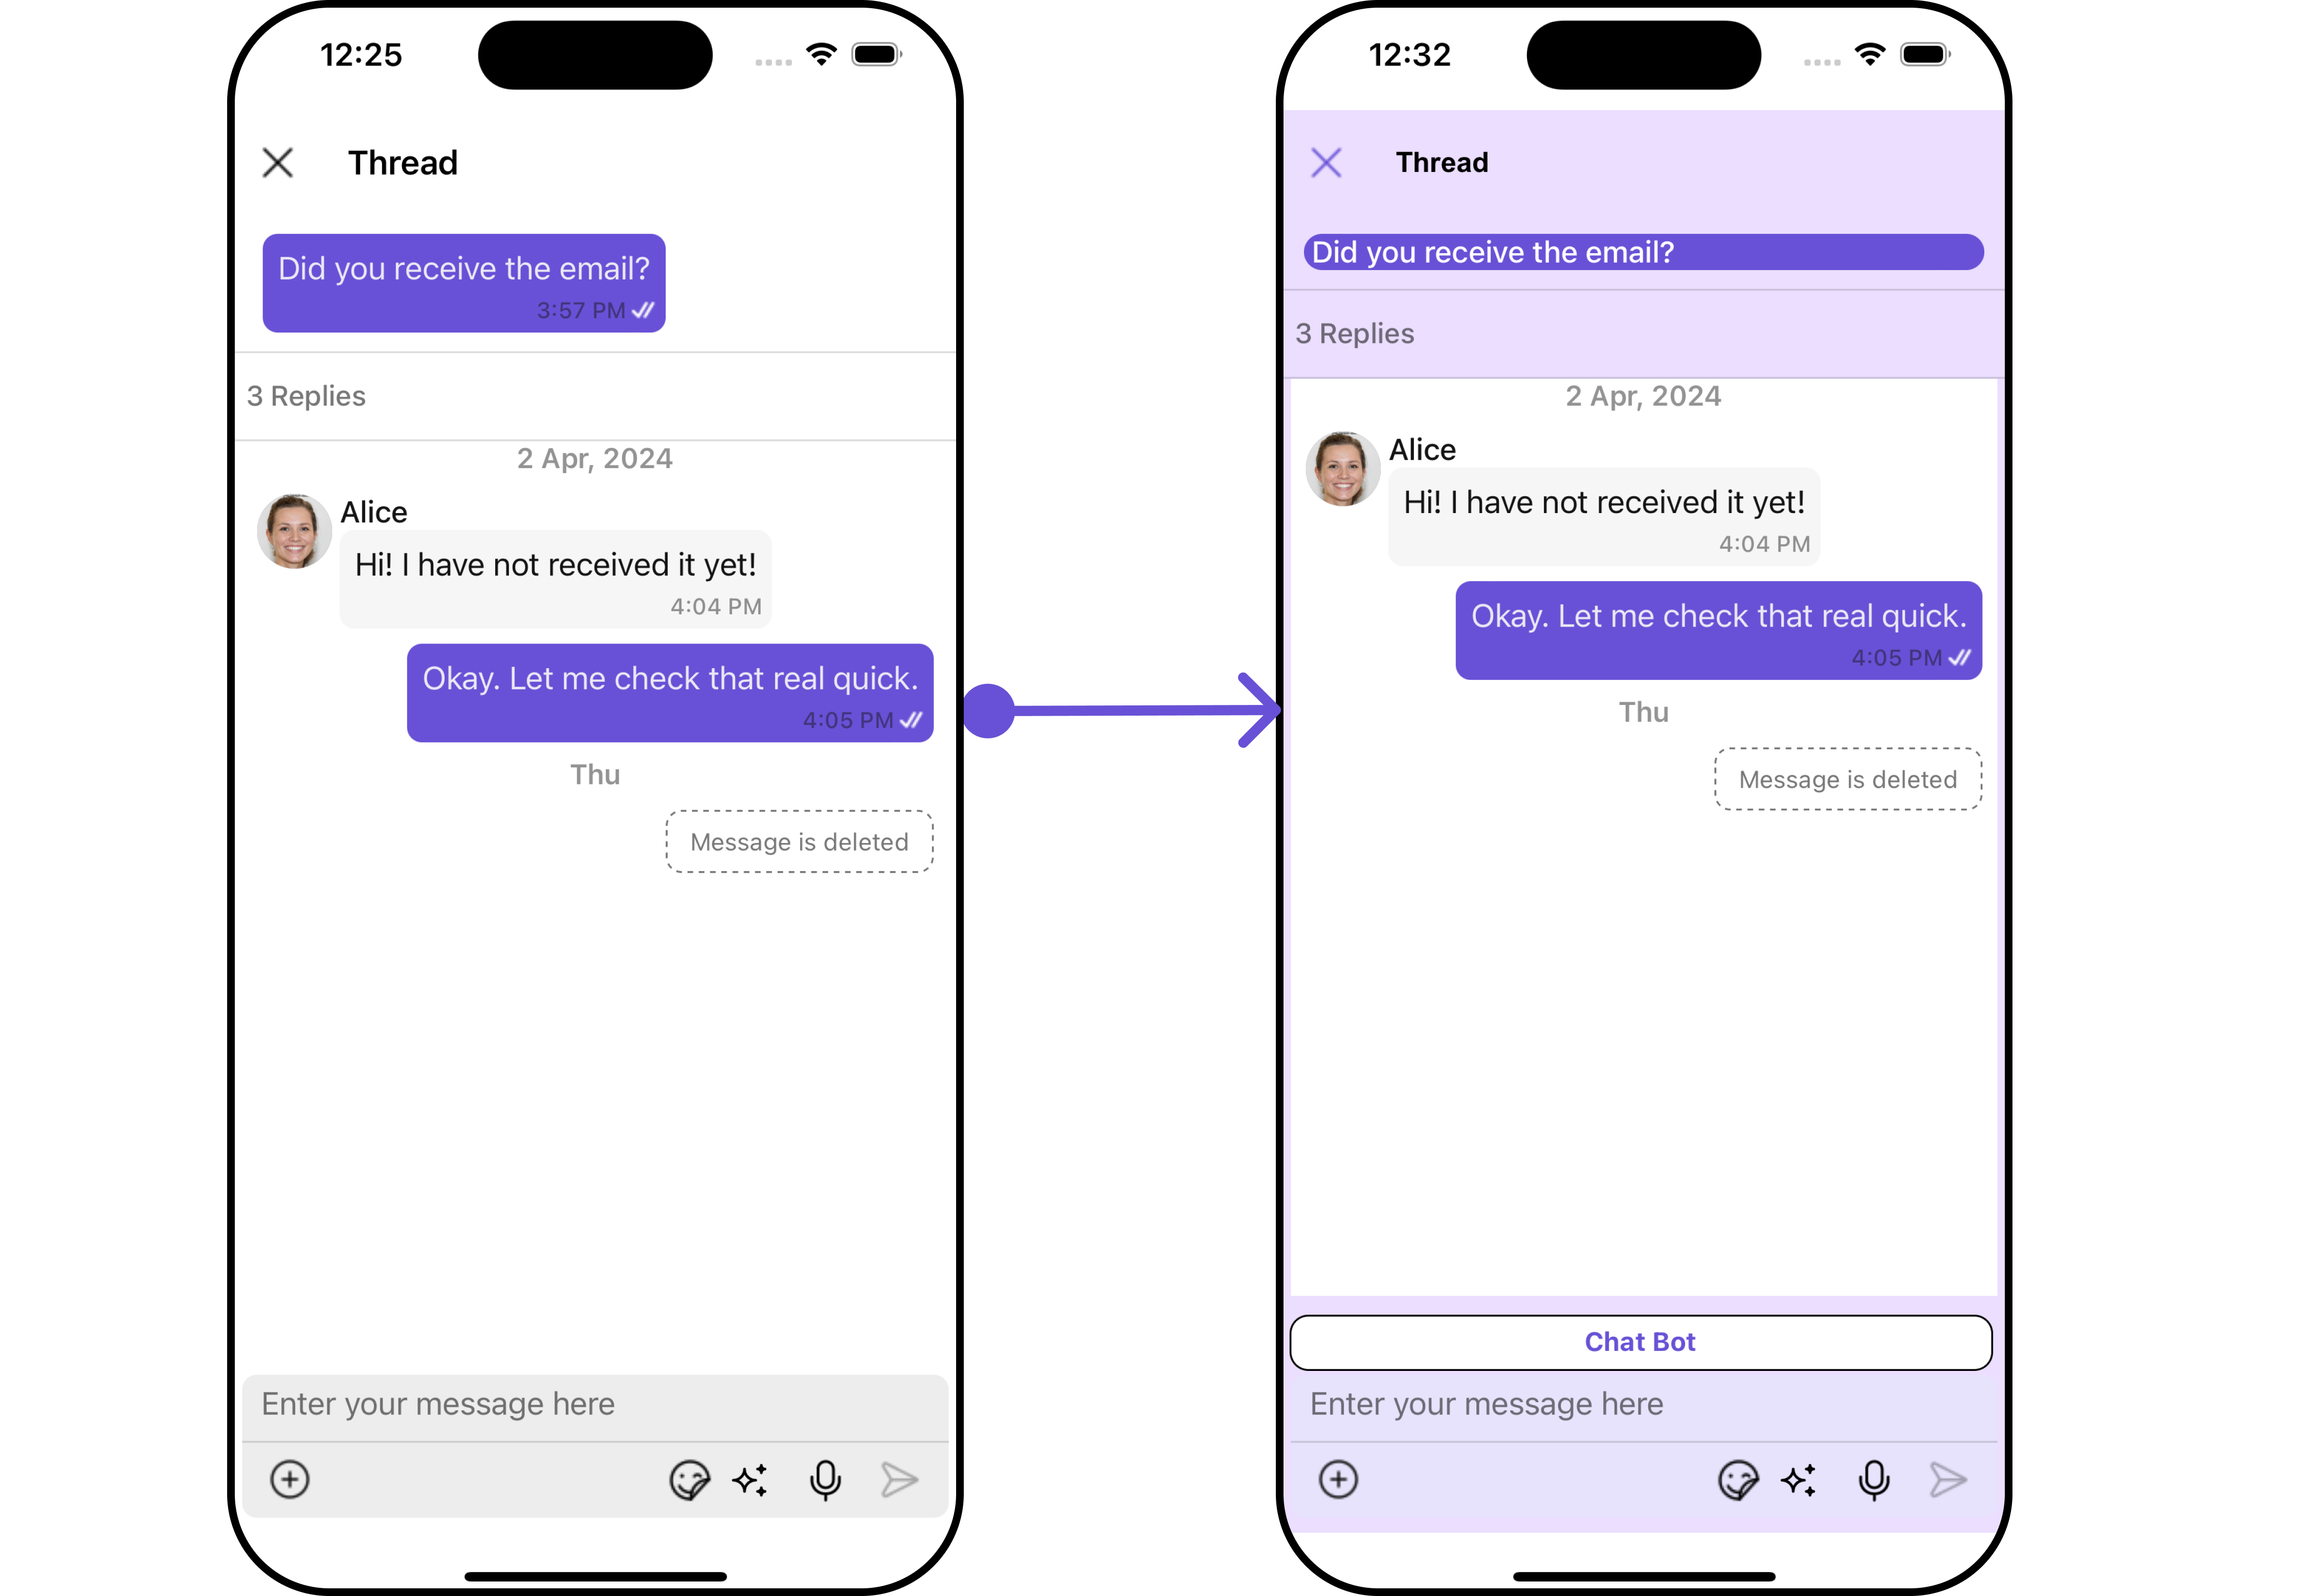 12:25
Thread
Did you receive the email?
3:57 PM
3 Replies
2 Apr, 2024
Alice
Hi! I have not received it yet!
4:04 PM
Okay. Let me check that real quick.
4:05 PM
Thu
Message is deleted
Enter your message here
12:32
Thread
Did you receive the email?
3 Replies
2 Apr, 2024
Alice
Hi! I have not received it yet!
4:04 PM
Okay. Let me check that real quick.
4:05 PM
Thu
Message is deleted
Chat Bot
Enter your message here